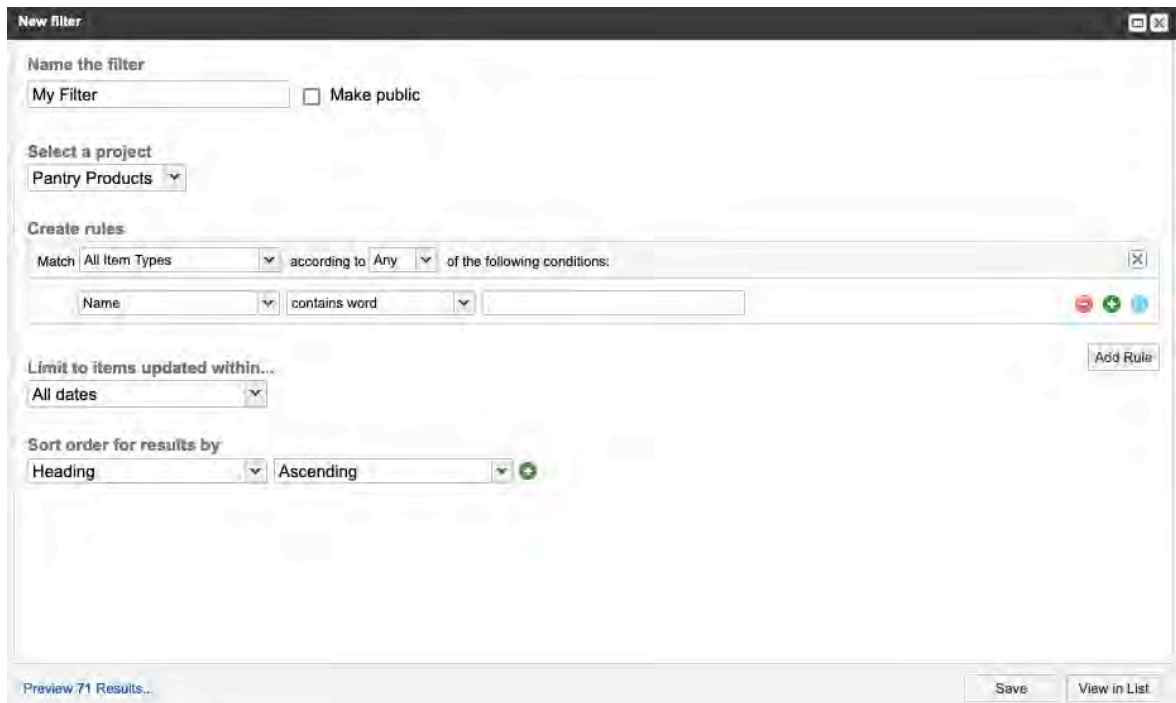 New filter
Name the filter
My Filter Make public
Select a project
Pantry Products
Create rules
Match All Item Types according to Any of the following conditions:
Name contains word
Add Rule
Limit to items updated within...
All dates
Sort order for results by
Heading Ascending
Preview 71 Results... Save View in List